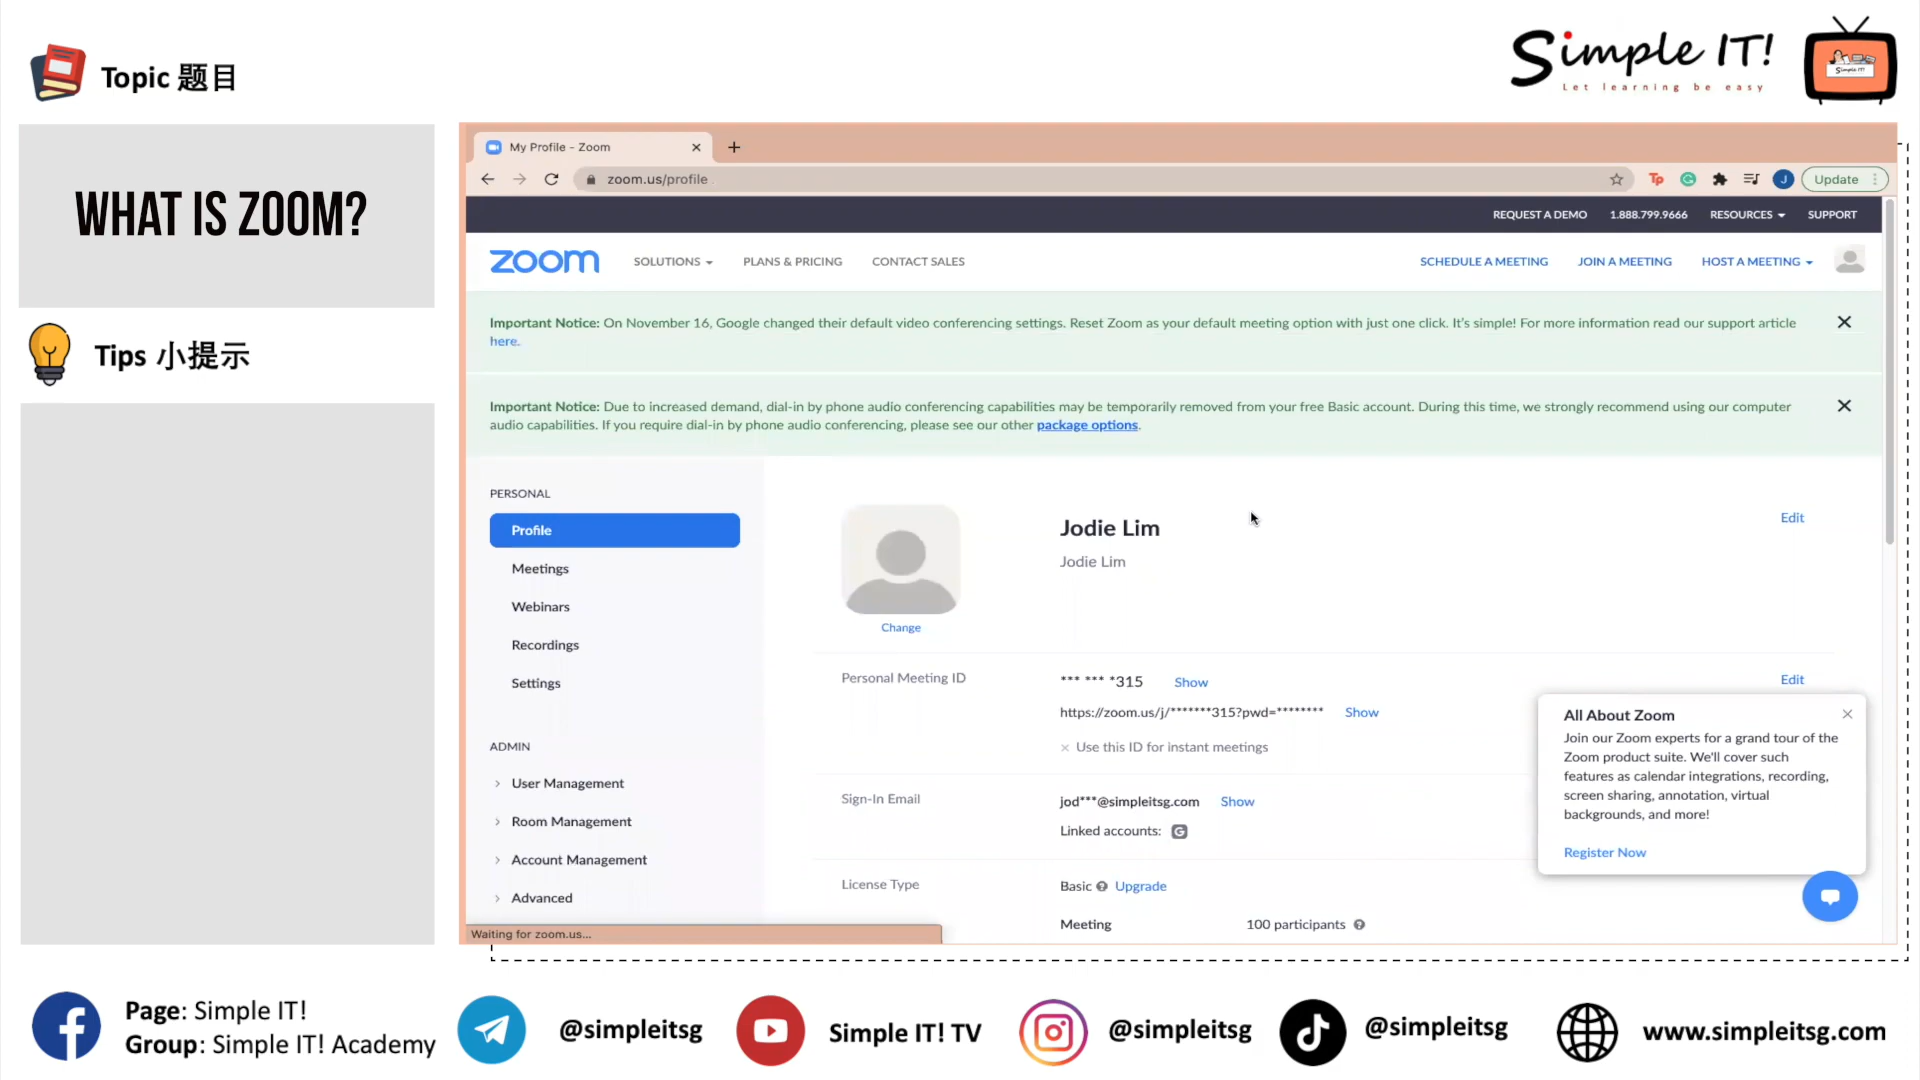 Topic 题目
Simple IT!
Let learning be easy
Simple IT!
WHAT IS ZOOM?
Tips 小提示
My Profile - Zoom
zoom.us/profile
Tp
J
Update
REQUEST A DEMO 1.888.799.9666 RESOURCES SUPPORT
zoom SOLUTIONS PLANS & PRICING CONTACT SALES SCHEDULE A MEETING JOIN A MEETING HOST A MEETING
Important Notice: On November 16, Google changed their default video conferencing settings. Reset Zoom as your default meeting option with just one click. It's simple! For more information read our support article
here.
Important Notice: Due to increased demand, dial-in by phone audio conferencing capabilities may be temporarily removed from your free Basic account. During this time, we strongly recommend using our computer
audio capabilities. If you require dial-in by phone audio conferencing, please see our other package options.
PERSONAL
Profile
Meetings
Webinars
Recordings
Settings
ADMIN
User Management
Room Management
Account Management
Advanced
Waiting for zoom.us...
Change
Jodie Lim
Jodie Lim
Edit
Personal Meeting ID
*** *** *315 Show
Edit
https://zoom.us/j/*******315?pwd=******** Show
× Use this ID for instant meetings
Sign-In Email
jod***@simpleitsg.com Show
Linked accounts: G
License Type
Basic Upgrade
Meeting 100 participants
All About Zoom
Join our Zoom experts for a grand tour of the
Zoom product suite. We'll cover such
features as calendar integrations, recording,
screen sharing, annotation, virtual
backgrounds, and more!
Register Now
Page: Simple IT!
Group: Simple IT! Academy
@simpleitsg
Simple IT! TV
@simpleitsg
@simpleitsg
www.simpleitsg.com